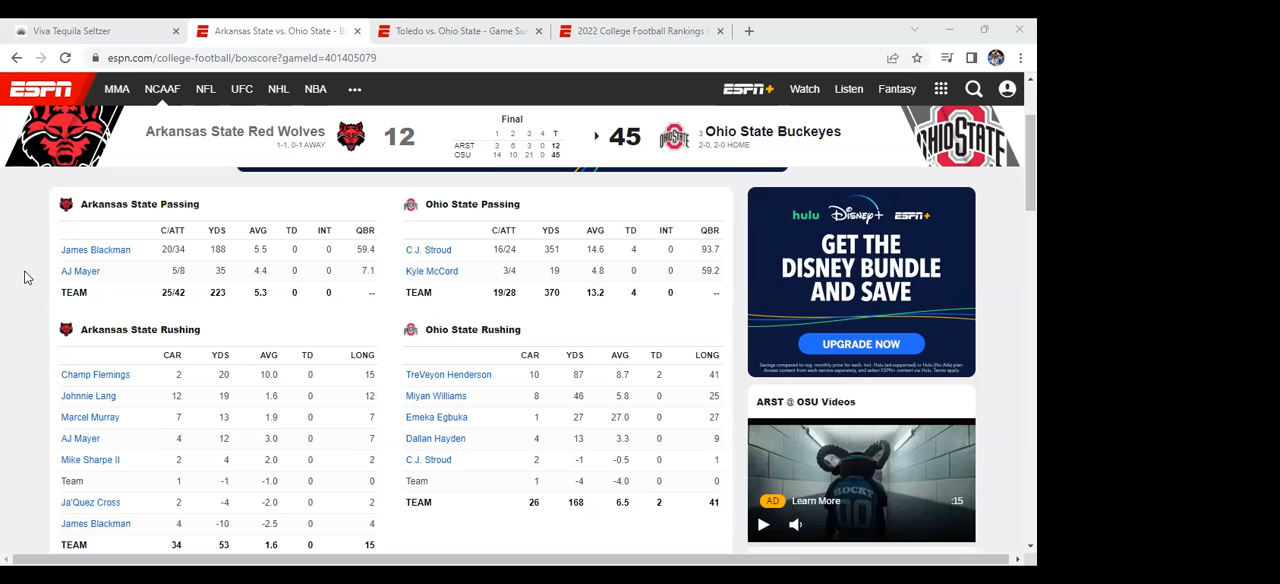 Viva Tequila Seltzer
Arkansas State vs. Ohio State - B
Toledo vs. Ohio State - Game Su
2022 College Football Rankings f
espn.com/college-football/boxscore?gameId=401405079
ESPN MMA NCAAF NFL UFC NHL NBA ••• ESPN+ Watch Listen Fantasy
Arkansas State Red Wolves 12
1-1, 0-1 AWAY
Final
1 2 3 4 T
ARST 3 6 3 0 12
OSU 14 10 21 0 45
45 3 Ohio State Buckeyes
2-0, 2-0 HOME
OHIO STATE
Arkansas State Passing
C/ATT YDS AVG TD INT QBR
James Blackman 20/34 188 5.5 0 0 59.4
AJ Mayer 5/8 35 4.4 0 0 7.1
TEAM 25/42 223 5.3 0 0 --
Ohio State Passing
C/ATT YDS AVG TD INT QBR
C.J. Stroud 16/24 351 14.6 4 0 93.7
Kyle McCord 3/4 19 4.8 0 0 59.2
TEAM 19/28 370 13.2 4 0 --
Arkansas State Rushing
CAR YDS AVG TD LONG
Champ Flemings 2 20 10.0 0 15
Johnnie Lang 12 19 1.6 0 12
Marcel Murray 7 13 1.9 0 7
AJ Mayer 4 12 3.0 0 7
Mike Sharpe II 2 4 2.0 0 2
Team 1 -1 -1.0 0 0
Ja'Quez Cross 2 -4 -2.0 0 2
James Blackman 4 -10 -2.5 0 4
TEAM 34 53 1.6 0 15
Ohio State Rushing
CAR YDS AVG TD LONG
TreVeyon Henderson 10 87 8.7 2 41
Miyan Williams 8 46 5.8 0 25
Emeka Egbuka 1 27 27.0 0 27
Dallan Hayden 4 13 3.3 0 9
C.J. Stroud 2 -1 -0.5 0 1
Team 1 -4 -4.0 0 0
TEAM 26 168 6.5 2 41
hulu Disney+ ESPN+
GET THE
DISNEY BUNDLE
AND SAVE
UPGRADE NOW
ARST @ OSU Videos
ROCKY
00
AD Learn More :15